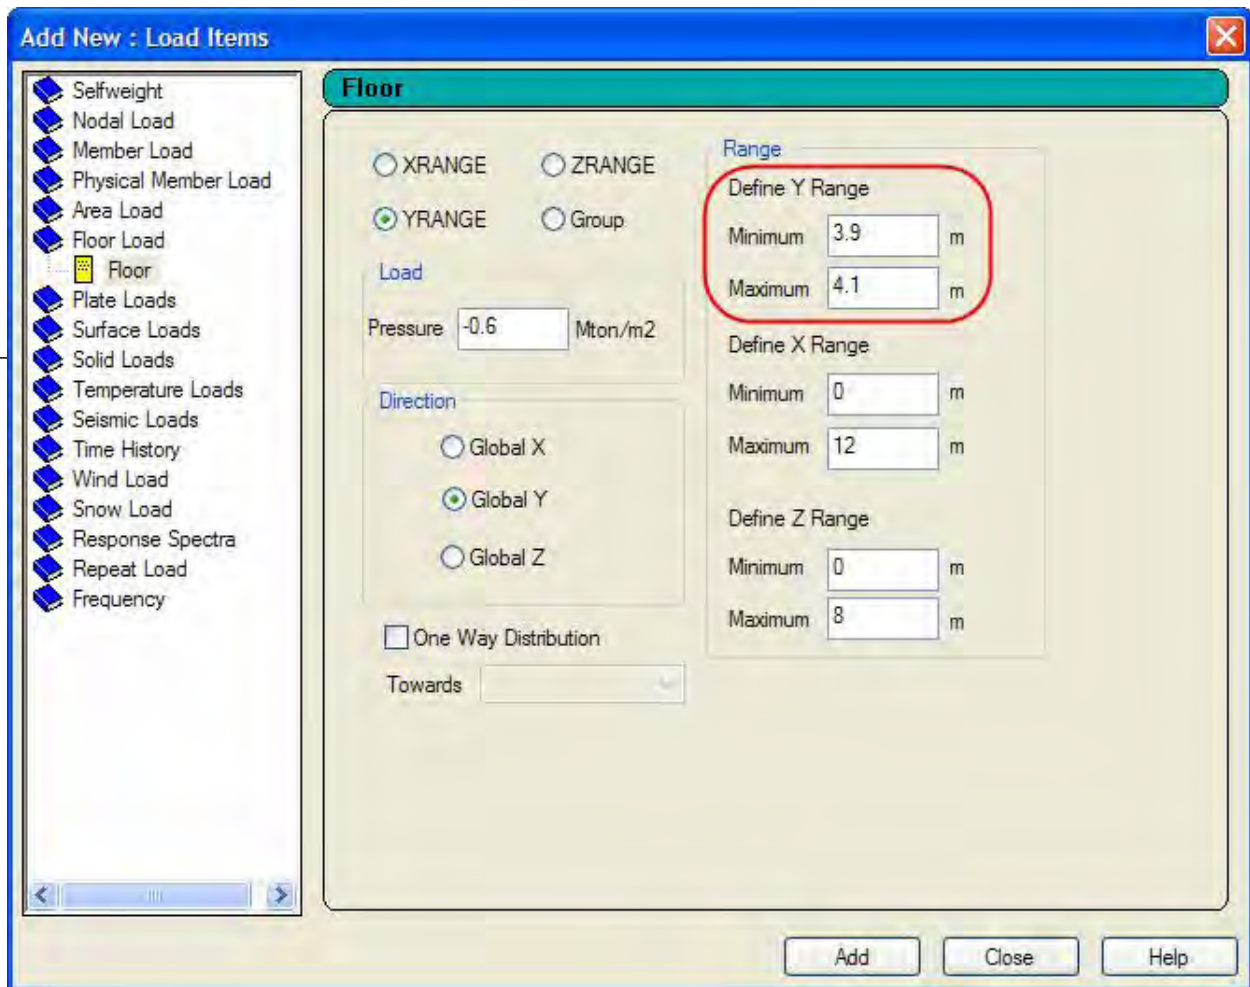 Add New : Load Items
Selfweight
Nodal Load
Member Load
Physical Member Load
Area Load
Floor Load
Floor
Plate Loads
Surface Loads
Solid Loads
Temperature Loads
Seismic Loads
Time History
Wind Load
Snow Load
Response Spectra
Repeat Load
Frequency
Floor
XRANGE ZRANGE
YRANGE Group
Load
Pressure -0.6 Mton/m2
Direction
Global X
Global Y
Global Z
One Way Distribution
Towards
Range
Define Y Range
Minimum 3.9 m
Maximum 4.1 m
Define X Range
Minimum 0 m
Maximum 12 m
Define Z Range
Minimum 0 m
Maximum 8 m
Add Close Help